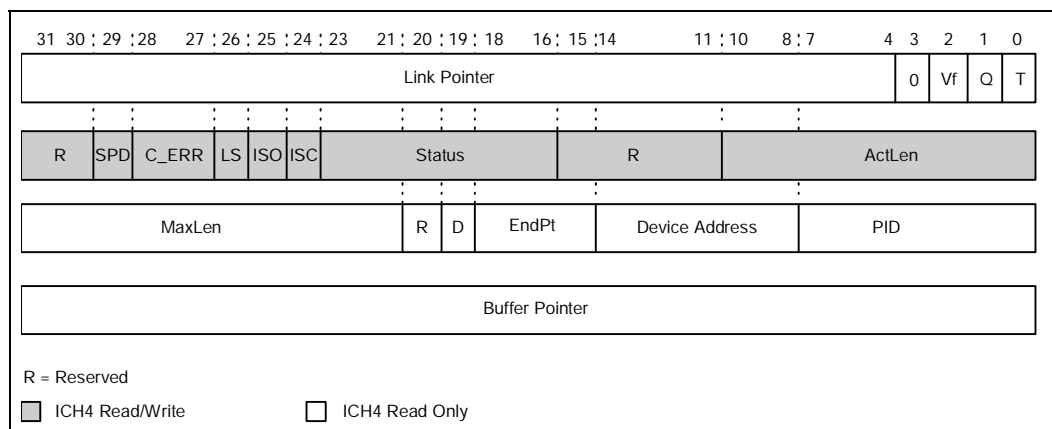 31 30 29 28 27 26 25 24 23 21 20 19 18 16 15 14 11 10 8 7 4 3 2 1 0
Link Pointer 0 Vf Q T
R SPD C_ERR LS ISO ISC Status R ActLen
MaxLen R D EndPt Device Address PID
Buffer Pointer
R = Reserved
ICH4 Read/Write ICH4 Read Only